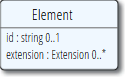 Element
id : string 0..1
extension : Extension 0..*